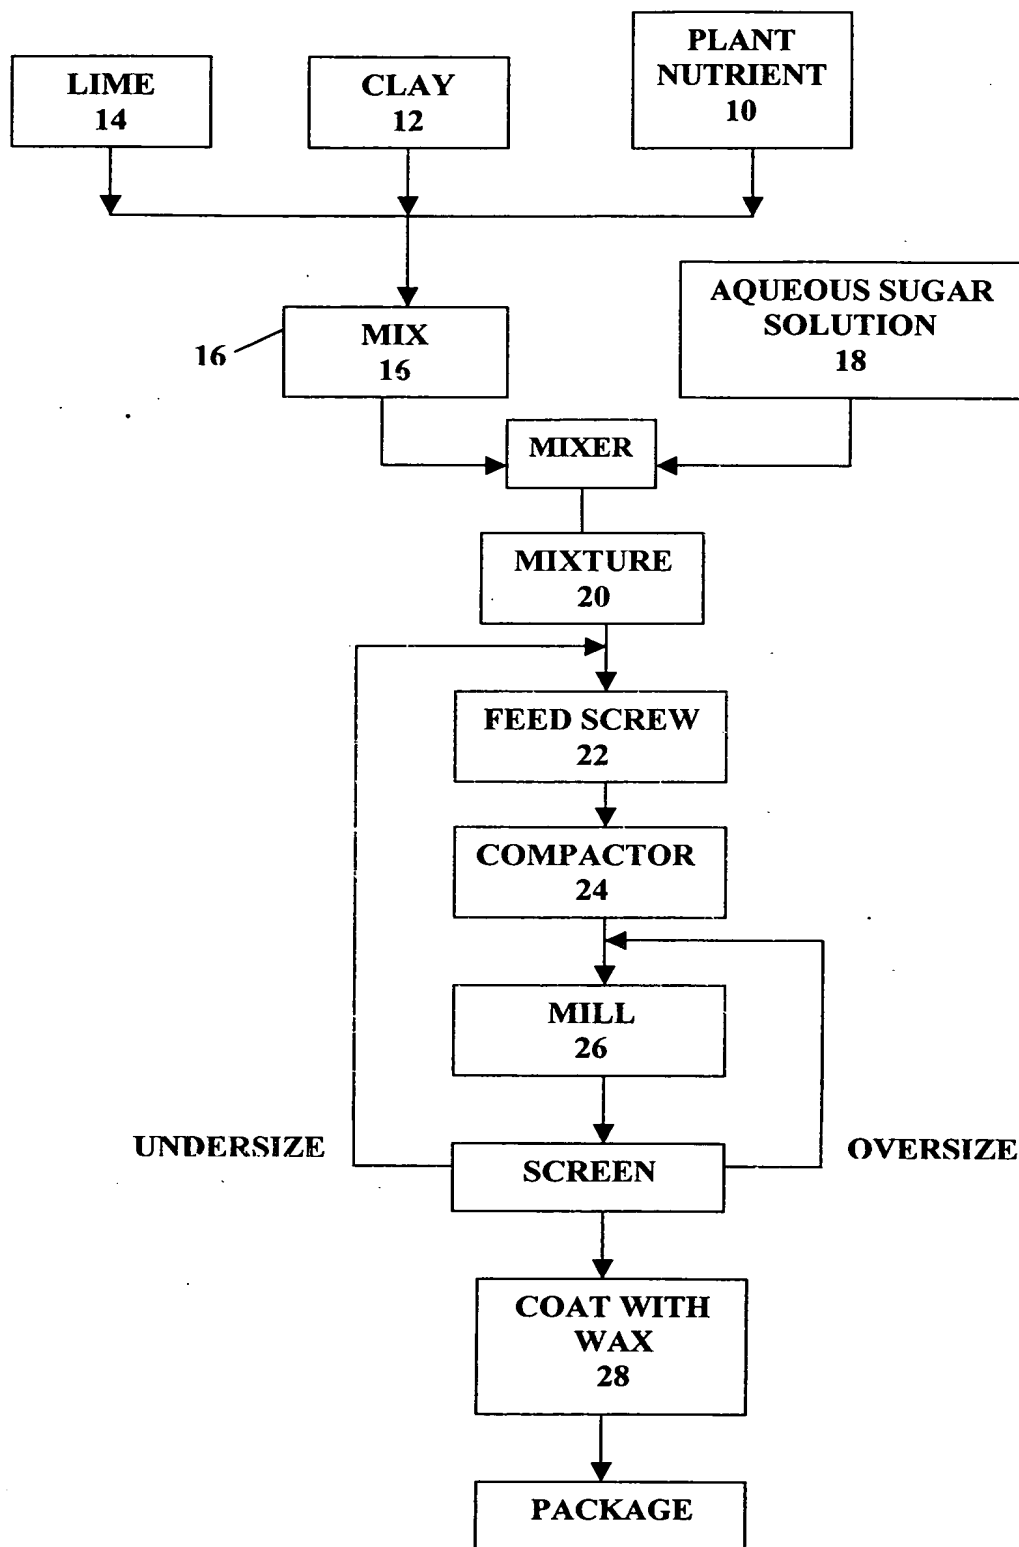 LIME
14
CLAY
12
PLANT
NUTRIENT
10
MIX
16
16
AQUEOUS SUGAR
SOLUTION
18
MIXER
MIXTURE
20
FEED SCREW
22
COMPACTOR
24
MILL
26
UNDERSIZE
SCREEN
OVERSIZE
COAT WITH
WAX
28
PACKAGE